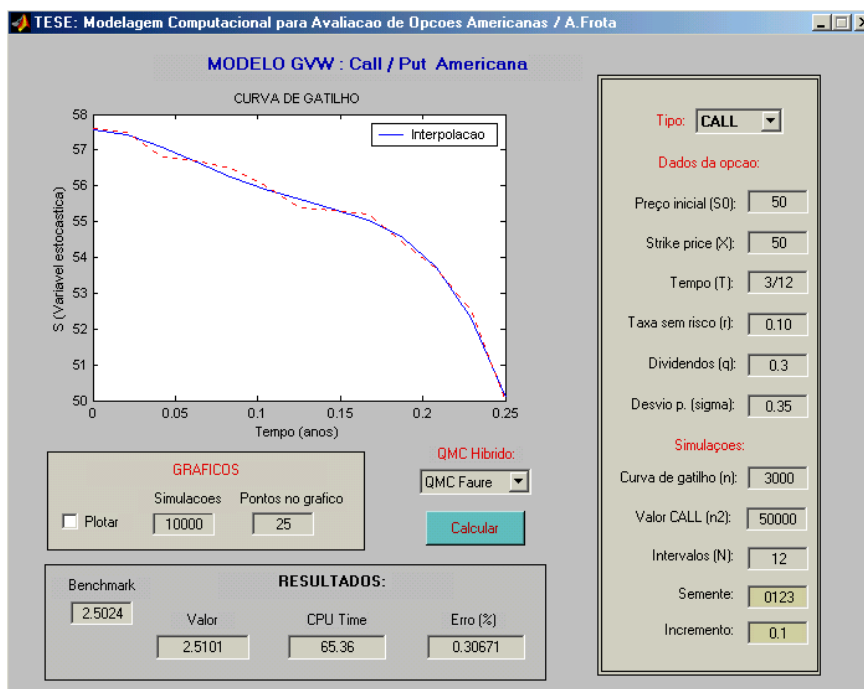 TESE: Modelagem Computacional para Avaliacao de Opcoes Americanas / A.Frota
MODELO GVW : Call / Put Americana
CURVA DE GATILHO
Interpolacao
58
57
56
55
54
53
52
51
50
S (Variavel estocastica)
0
0.05
0.1
0.15
0.2
0.25
Tempo (anos)
Tipo: CALL
Dados da opcao:
Preço inicial (S0): 50
Strike price (X): 50
Tempo (T): 3/12
Taxa sem risco (r): 0.10
Dividendos (q): 0.3
Desvio p. (sigma): 0.35
Simulaçoes:
Curva de gatilho (n): 3000
Valor CALL (n2): 50000
Intervalos (N): 12
Semente: 0123
Incremento: 0.1
GRAFICOS
Simulacoes Pontos no grafico
Plotar 10000 25
QMC Hibrido:
QMC Faure
Calcular
RESULTADOS:
Benchmark
2.5024
Valor CPU Time Erro (%)
2.5101 65.36 0.30671